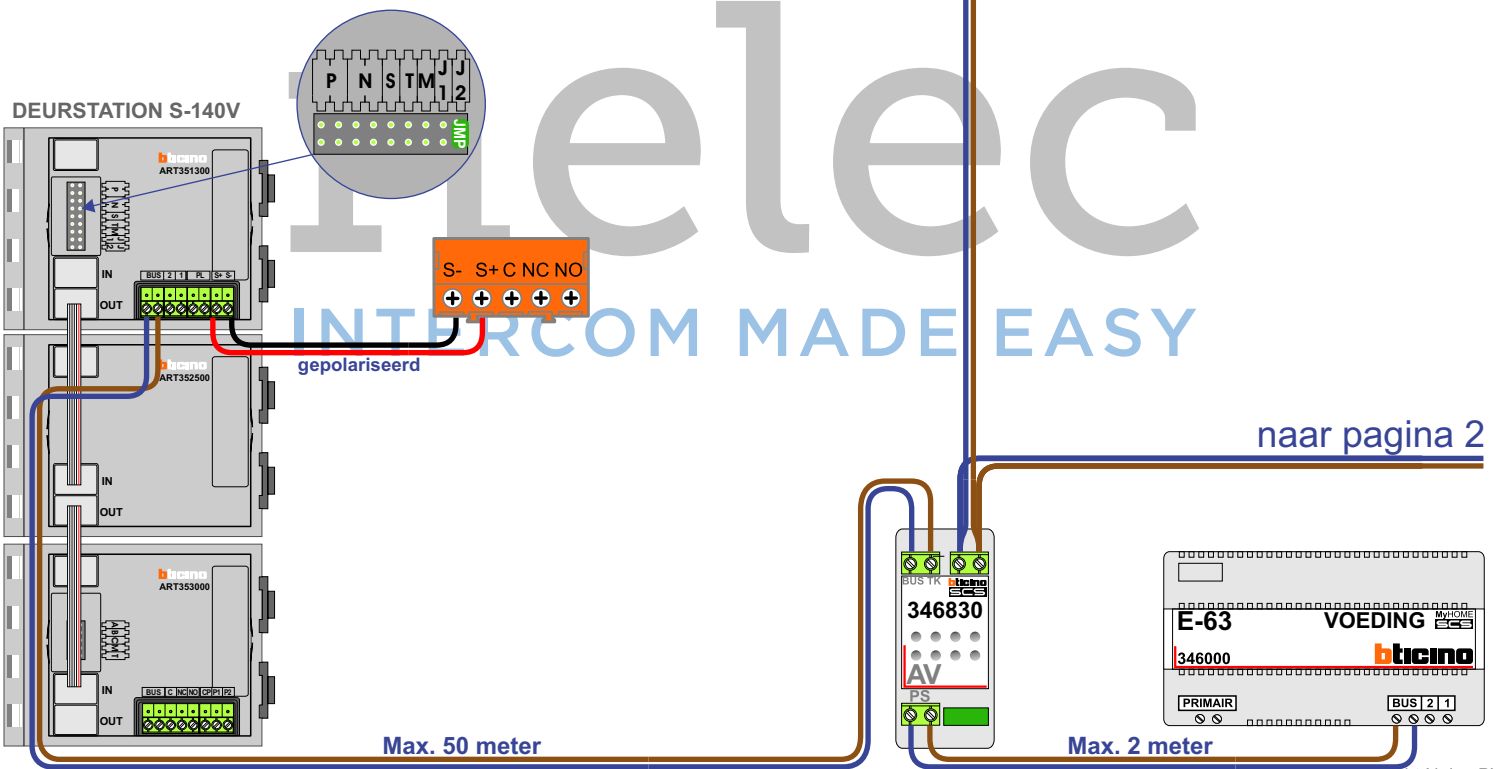 nelec
INTERCOM MADE EASY
P N S T M J1 J2
JMP
DEURSTATION S-140V
bticino
ART351300
P N S T M J1 J2
IN
OUT
BUS 2 1 PL S+ S-
S- S+ C NC NO
gepolariseerd
bticino
ART352500
IN
OUT
bticino
ART353000
A B C M T
IN
OUT
BUS C NC NO CP P1 P2
naar pagina 2
BUS TK
bticino
SCS
346830
AV
PS
E-63 VOEDING
MyHOME
SCS
346000
bticino
PRIMAIR
BUS 2 1
Max. 50 meter
Max. 2 meter